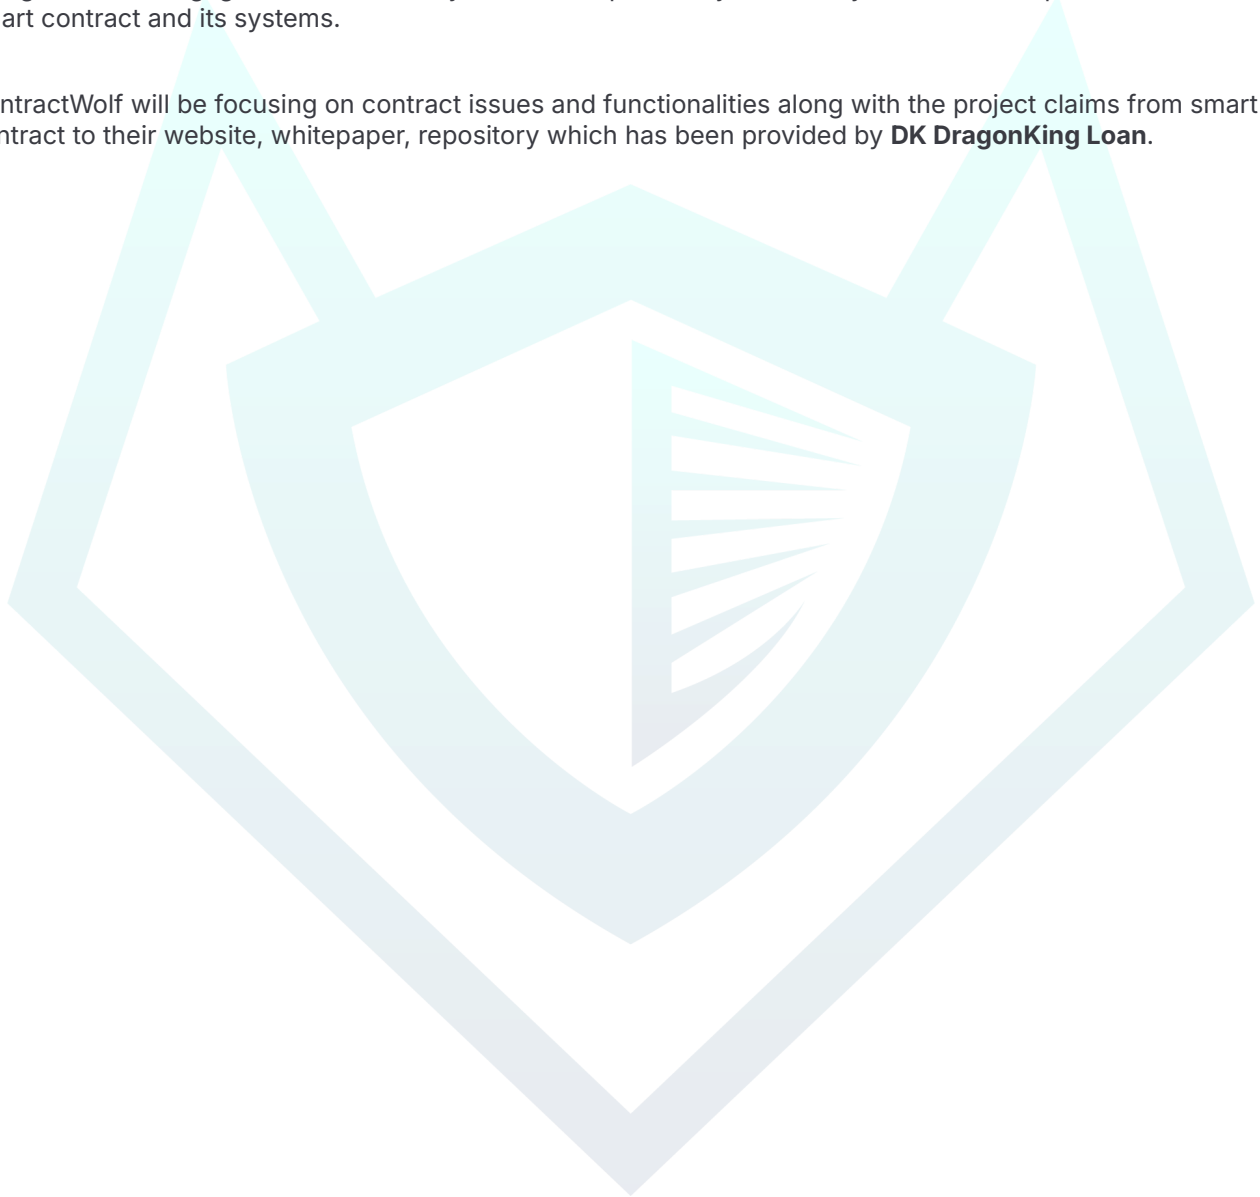 art contract and its systems.
ntractWolf will be focusing on contract issues and functionalities along with the project claims from smart
ntract to their website, whitepaper, repository which has been provided by DK DragonKing Loan.